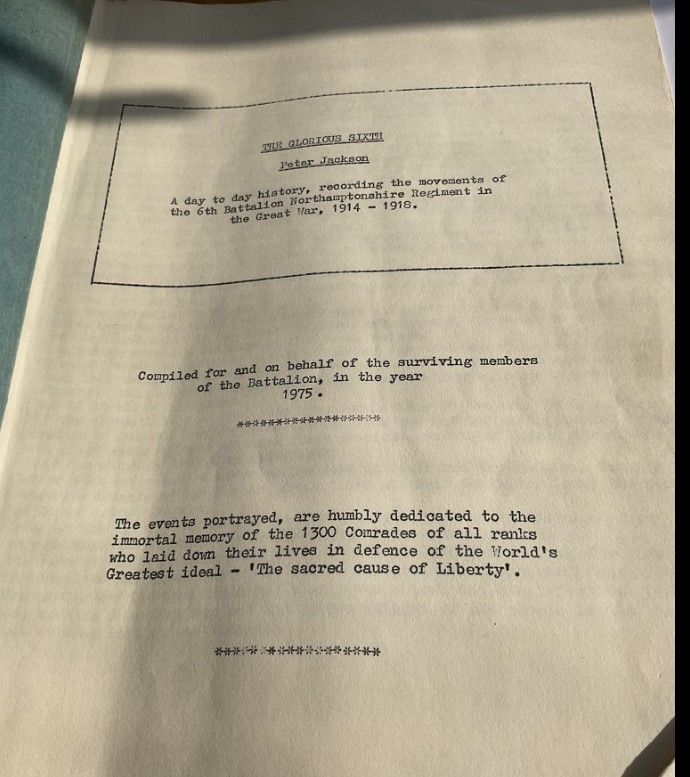 THE GLORIOUS SIXTH
Peter Jackson
A day to day history, recording the movements of
the 6th Battalion Northamptonshire Regiment in
the Great War, 1914 - 1918.
Compiled for and on behalf of the surviving members
of the Battalion, in the year
1975.
******************
The events portrayed, are humbly dedicated to the
immortal memory of the 1300 Comrades of all ranks
who laid down their lives in defence of the World's
Greatest ideal - 'The sacred cause of Liberty'.
*********************